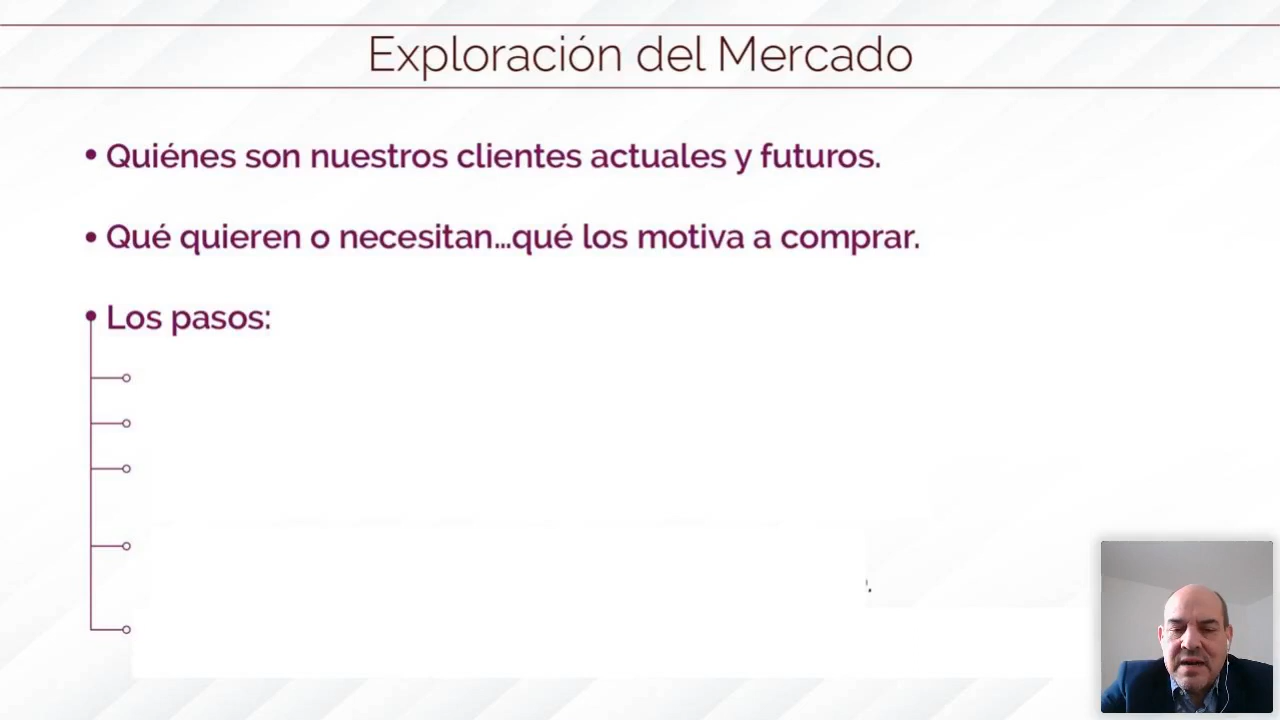 Exploración del Mercado
• Quiénes son nuestros clientes actuales y futuros.
• Qué quieren o necesitan...qué los motiva a comprar.
• Los pasos: